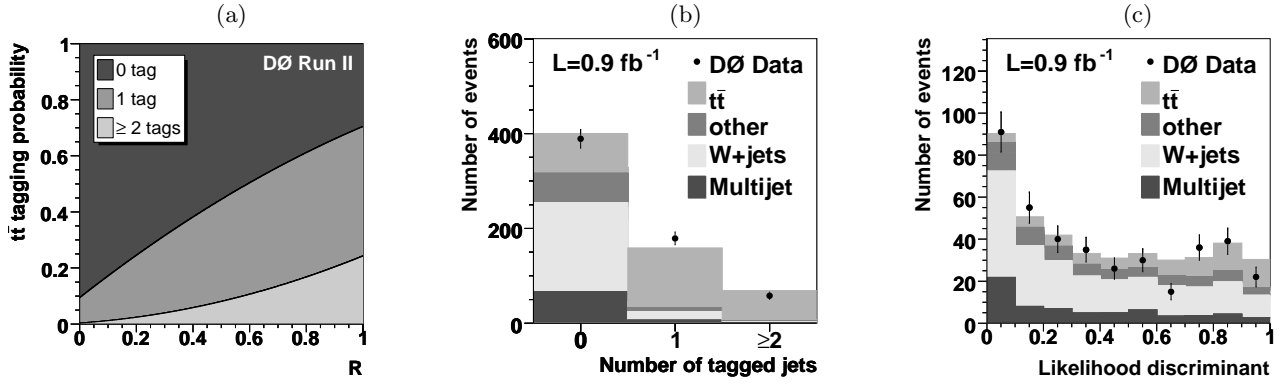 (a)
tt̄ tagging probability
1
0.8
0.6
0.4
0.2
0
DØ Run II
0 tag
1 tag
≥ 2 tags
0 0.2 0.4 0.6 0.8 1
R
(b)
Number of events
600
400
200
0
L=0.9 fb⁻¹
DØ Data
tt̄
other
W+jets
Multijet
0 1 ≥2
Number of tagged jets
(c)
Number of events
120
100
80
60
40
20
0
L=0.9 fb⁻¹
DØ Data
tt̄
other
W+jets
Multijet
0 0.2 0.4 0.6 0.8 1
Likelihood discriminant